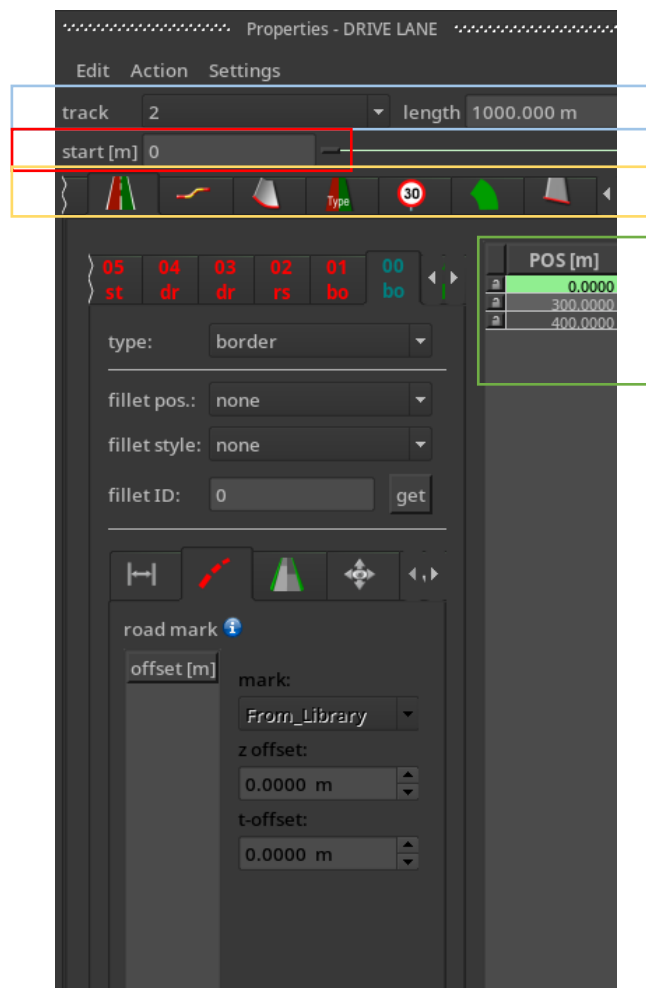 Properties - DRIVE LANE
Edit Action Settings
track 2 length 1000.000 m
start [m] 0
Type 30
POS [m]
05 04 03 02 01 00
st dr dr rs bo bo
a 0.0000
a 300.0000
a 400.0000
type: border
fillet pos.: none
fillet style: none
fillet ID: 0 get
road mark i
offset [m]
mark:
From_Library
z offset:
0.0000 m
t-offset:
0.0000 m